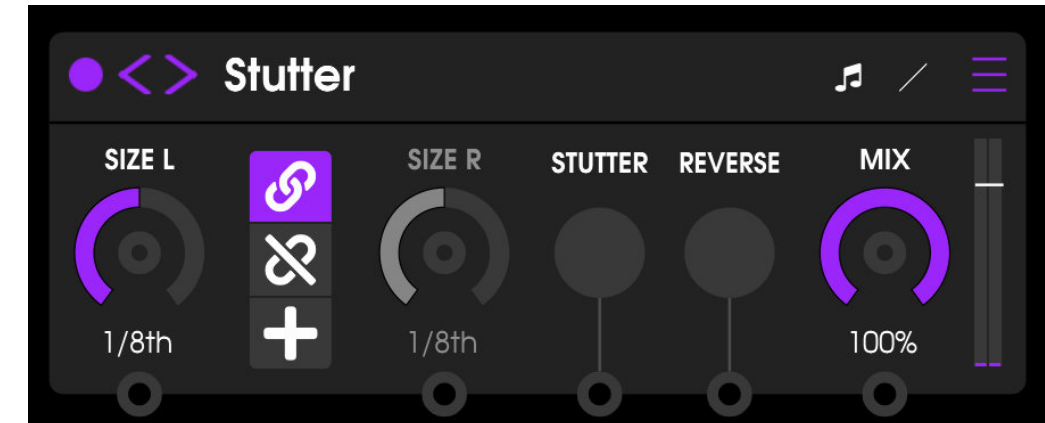 Stutter
SIZE L
SIZE R
STUTTER
REVERSE
MIX
1/8th
1/8th
100%